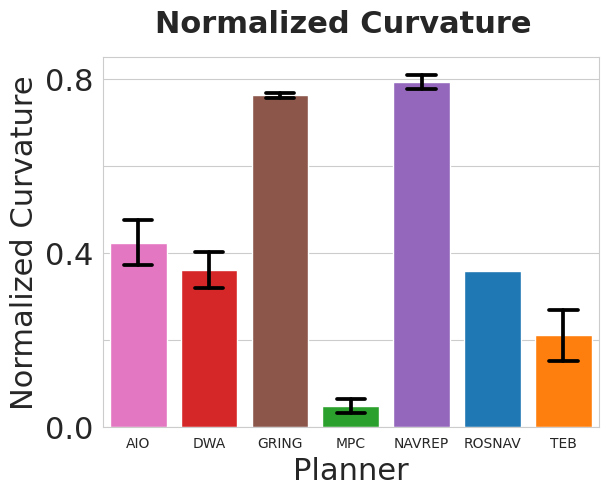 Normalized Curvature
Normalized Curvature
0.8
0.4
0.0
AIO DWA GRING MPC NAVREP ROSNAV TEB
Planner